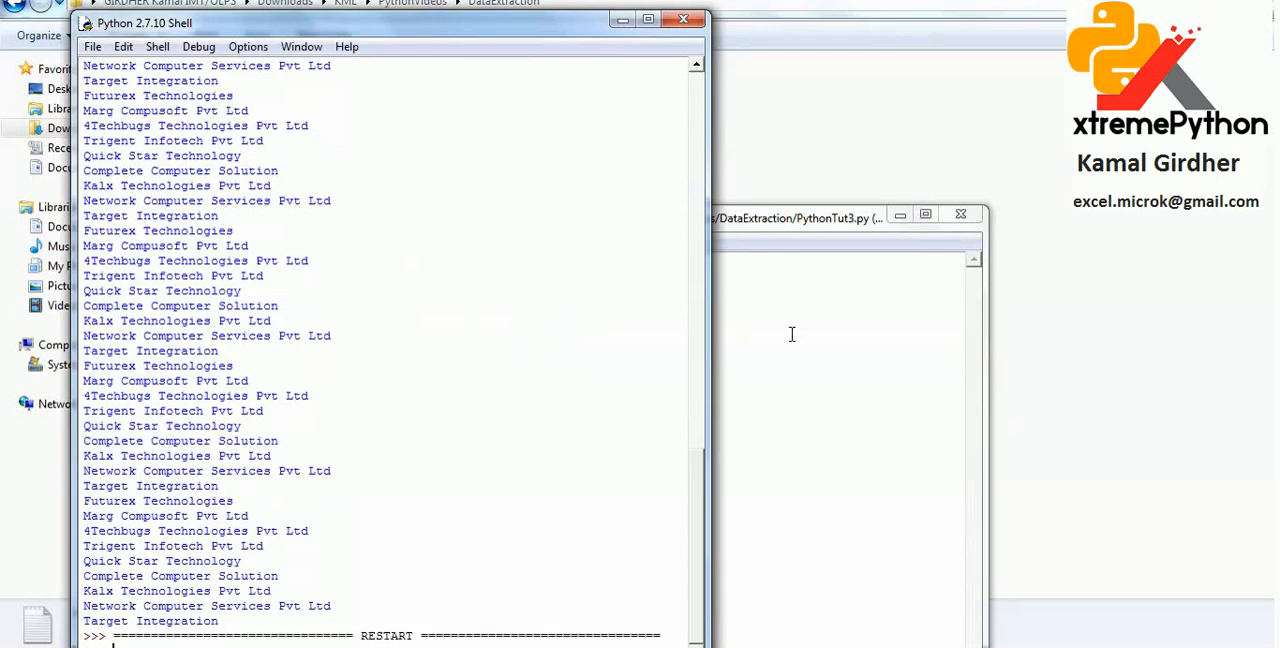 GIRDHER Kamal IMT/OLPS
Downloads
KML
PythonVideos
DataExtraction
Python 2.7.10 Shell
File Edit Shell Debug Options Window Help
Organize
Favori
Desk
Libra
Dow
Rece
Docu
Librari
Docu
Mus
My P
Pictu
Vide
Comp
Syste
Netwo
Network Computer Services Pvt Ltd
Target Integration
Futurex Technologies
Marg Compusoft Pvt Ltd
4Techbugs Technologies Pvt Ltd
Trigent Infotech Pvt Ltd
Quick Star Technology
Complete Computer Solution
Kalx Technologies Pvt Ltd
Network Computer Services Pvt Ltd
Target Integration
Futurex Technologies
Marg Compusoft Pvt Ltd
4Techbugs Technologies Pvt Ltd
Trigent Infotech Pvt Ltd
Quick Star Technology
Complete Computer Solution
Kalx Technologies Pvt Ltd
Network Computer Services Pvt Ltd
Target Integration
Futurex Technologies
Marg Compusoft Pvt Ltd
4Techbugs Technologies Pvt Ltd
Trigent Infotech Pvt Ltd
Quick Star Technology
Complete Computer Solution
Kalx Technologies Pvt Ltd
Network Computer Services Pvt Ltd
Target Integration
Futurex Technologies
Marg Compusoft Pvt Ltd
4Techbugs Technologies Pvt Ltd
Trigent Infotech Pvt Ltd
Quick Star Technology
Complete Computer Solution
Kalx Technologies Pvt Ltd
Network Computer Services Pvt Ltd
Target Integration
>>> ================================ RESTART ================================
s/DataExtraction/PythonTut3.py (...
xtremePython
Kamal Girdher
excel.microk@gmail.com